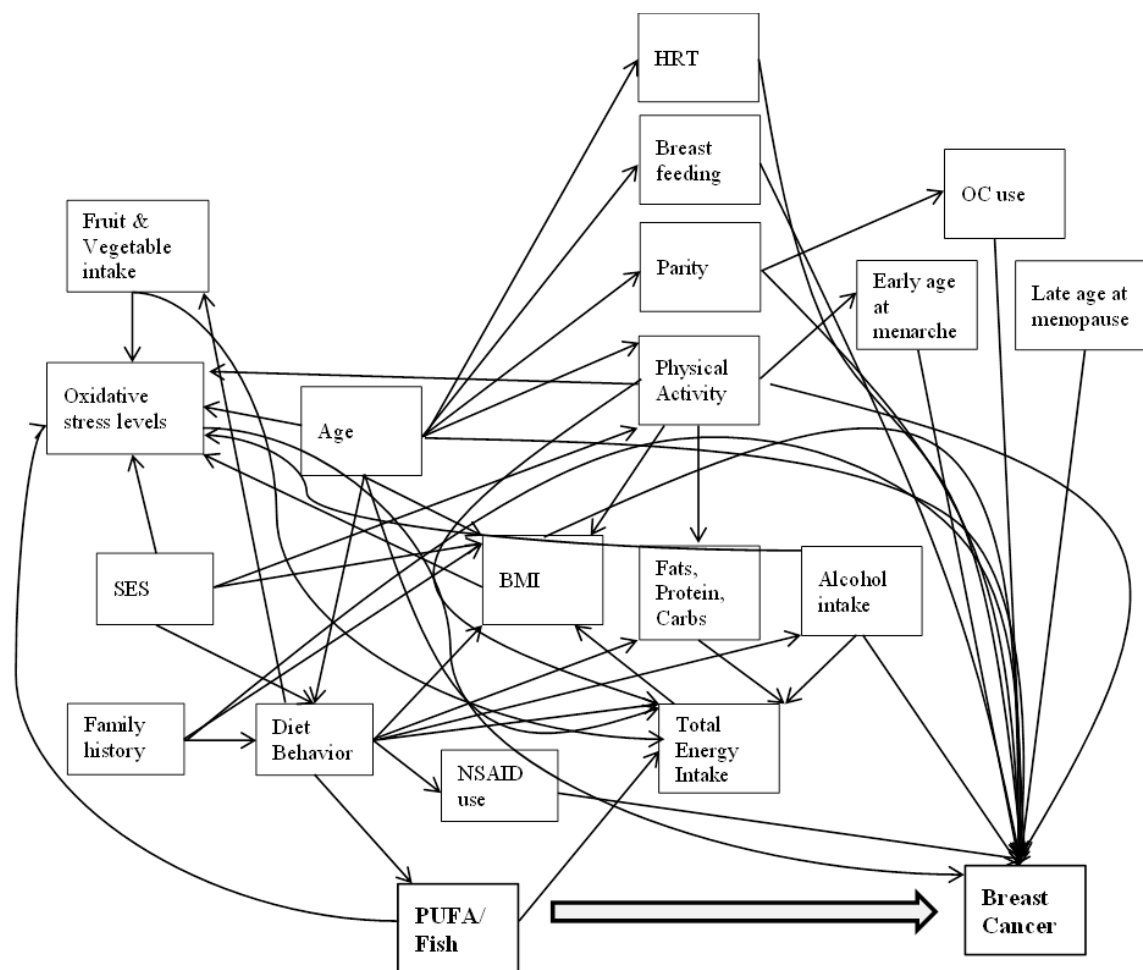 HRT
Breast
feeding
OC use
Fruit &
Vegetable
intake
Parity
Early age
at
menarche
Late age at
menopause
Oxidative
stress levels
Age
Physical
Activity
SES
BMI
Fats,
Protein,
Carbs
Alcohol
intake
Family
history
Diet
Behavior
NSAID
use
Total
Energy
Intake
PUFA/
Fish
Breast
Cancer